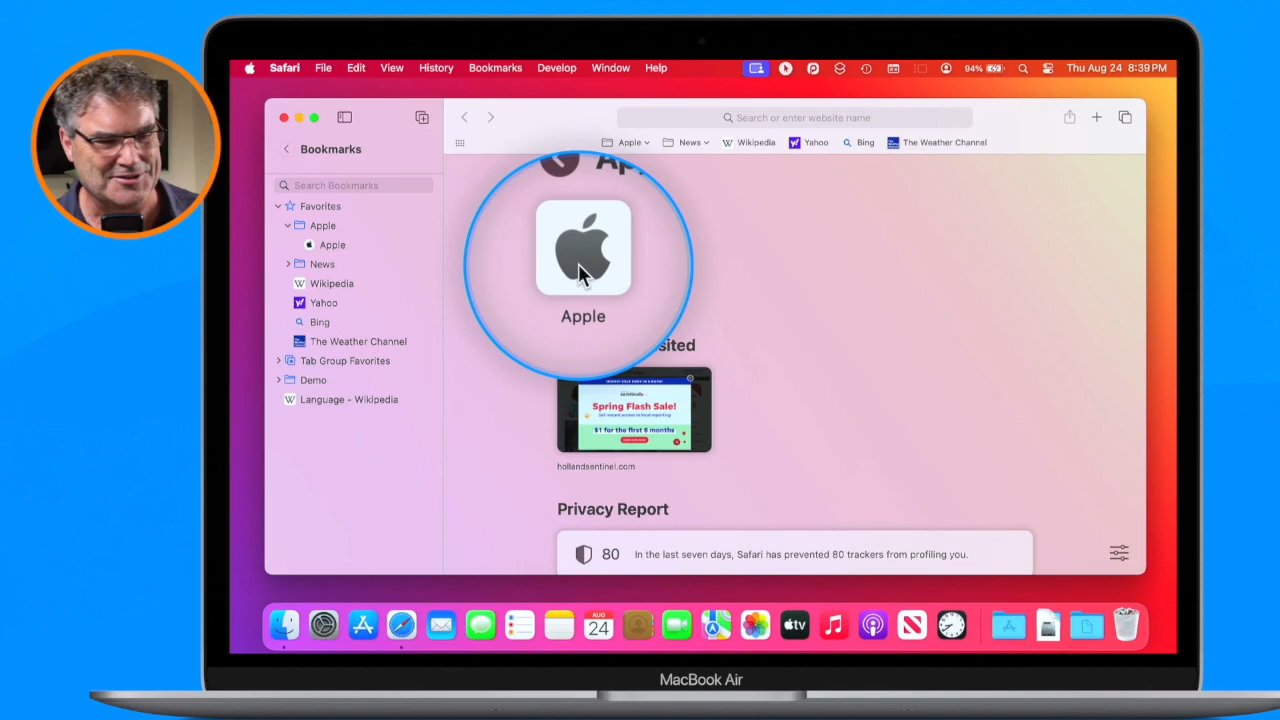 Safari File Edit View History Bookmarks Develop Window Help 94% Thu Aug 24 8:39 PM
Search or enter website name
Bookmarks
Apple News W Wikipedia Yahoo Bing The Weather Channel
Search Bookmarks
Favorites
Apple
Apple
News
W Wikipedia
Yahoo
Bing
The Weather Channel
Tab Group Favorites
Demo
W Language - Wikipedia
Apple
Spring Flash Sale!
$1 for the first 6 months
hollandsentinel.com
Privacy Report
80 In the last seven days, Safari has prevented 80 trackers from profiling you.
AUG
24
tv
MacBook Air